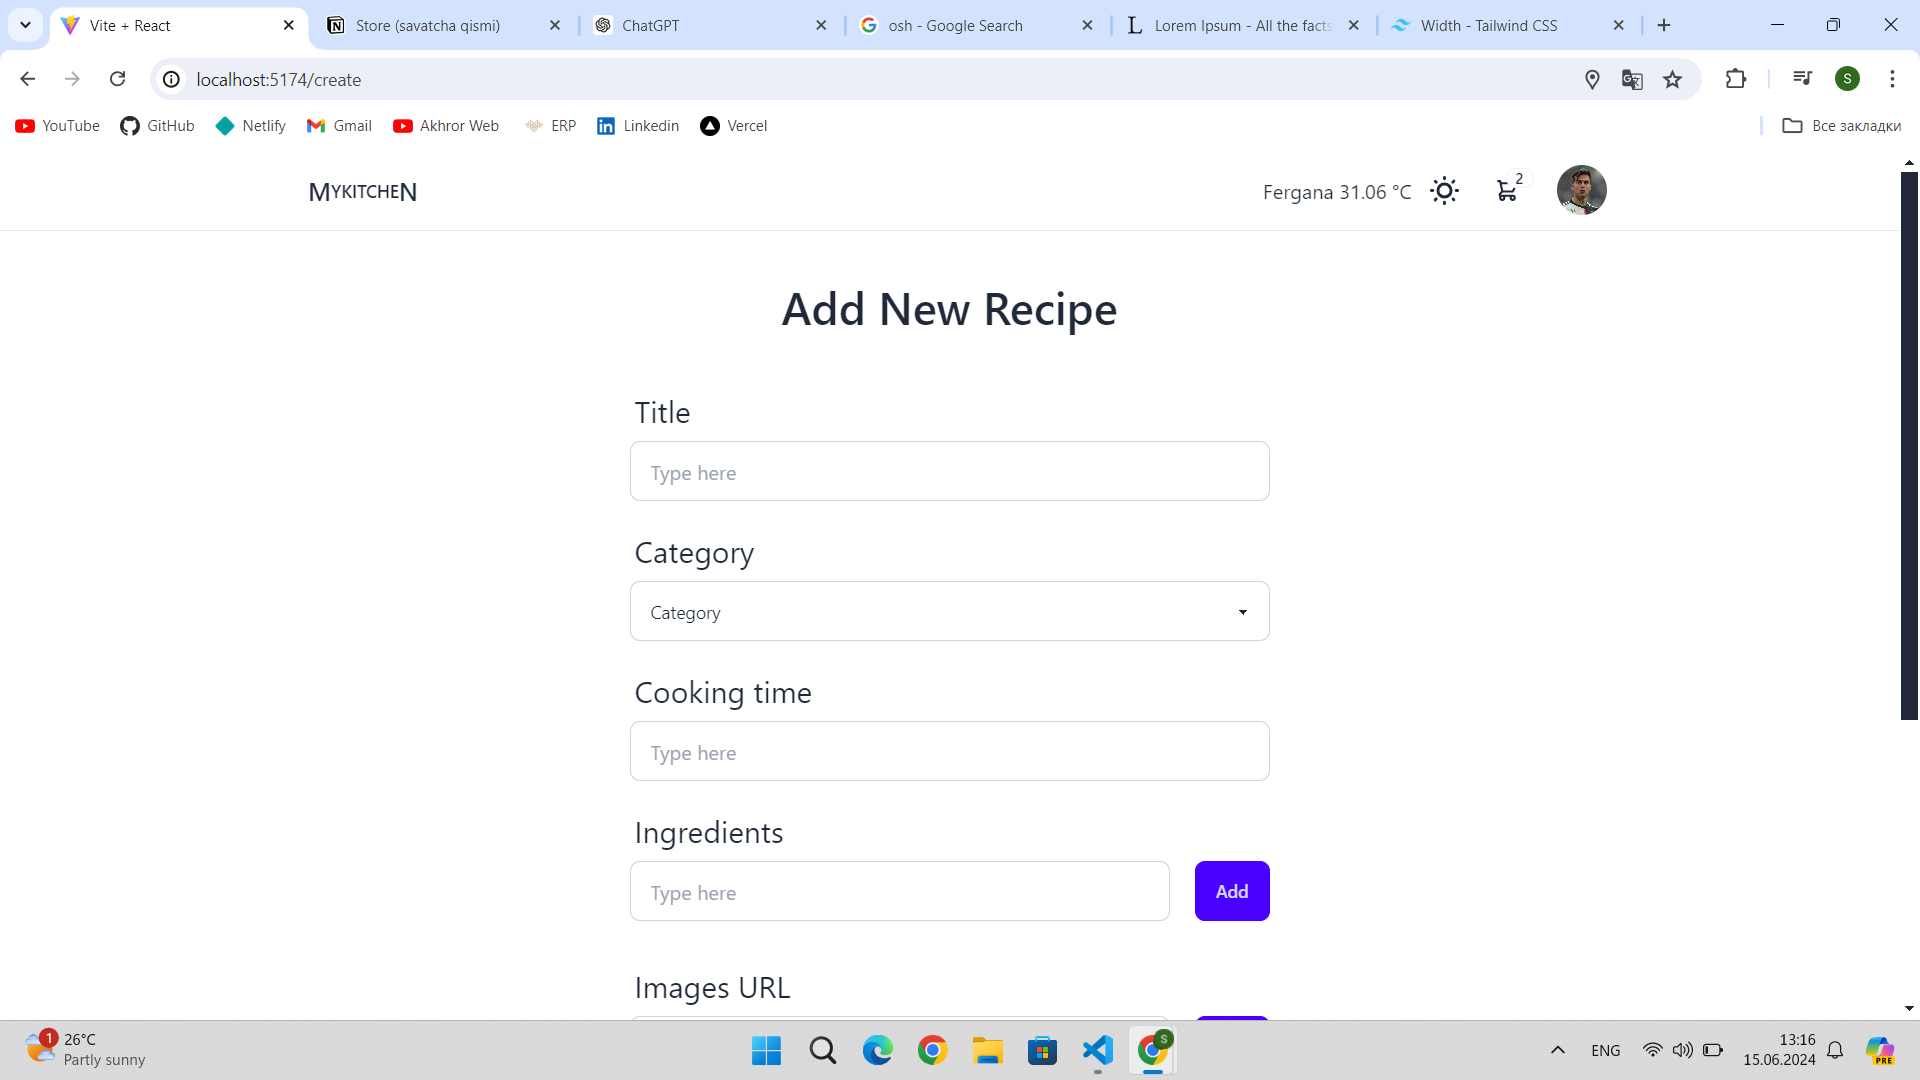 Vite + React
Store (savatcha qismi)
ChatGPT
osh - Google Search
Lorem Ipsum - All the facts
Width - Tailwind CSS
localhost:5174/create
S
YouTube
GitHub
Netlify
Gmail
Akhror Web
ERP
Linkedin
Vercel
Все закладки
MYKITCHEN
Fergana 31.06 °C
2
Add New Recipe
Title
Type here
Category
Category
Cooking time
Type here
Ingredients
Type here
Add
Images URL
1
26°C
Partly sunny
S
ENG
13:16
15.06.2024
PRE